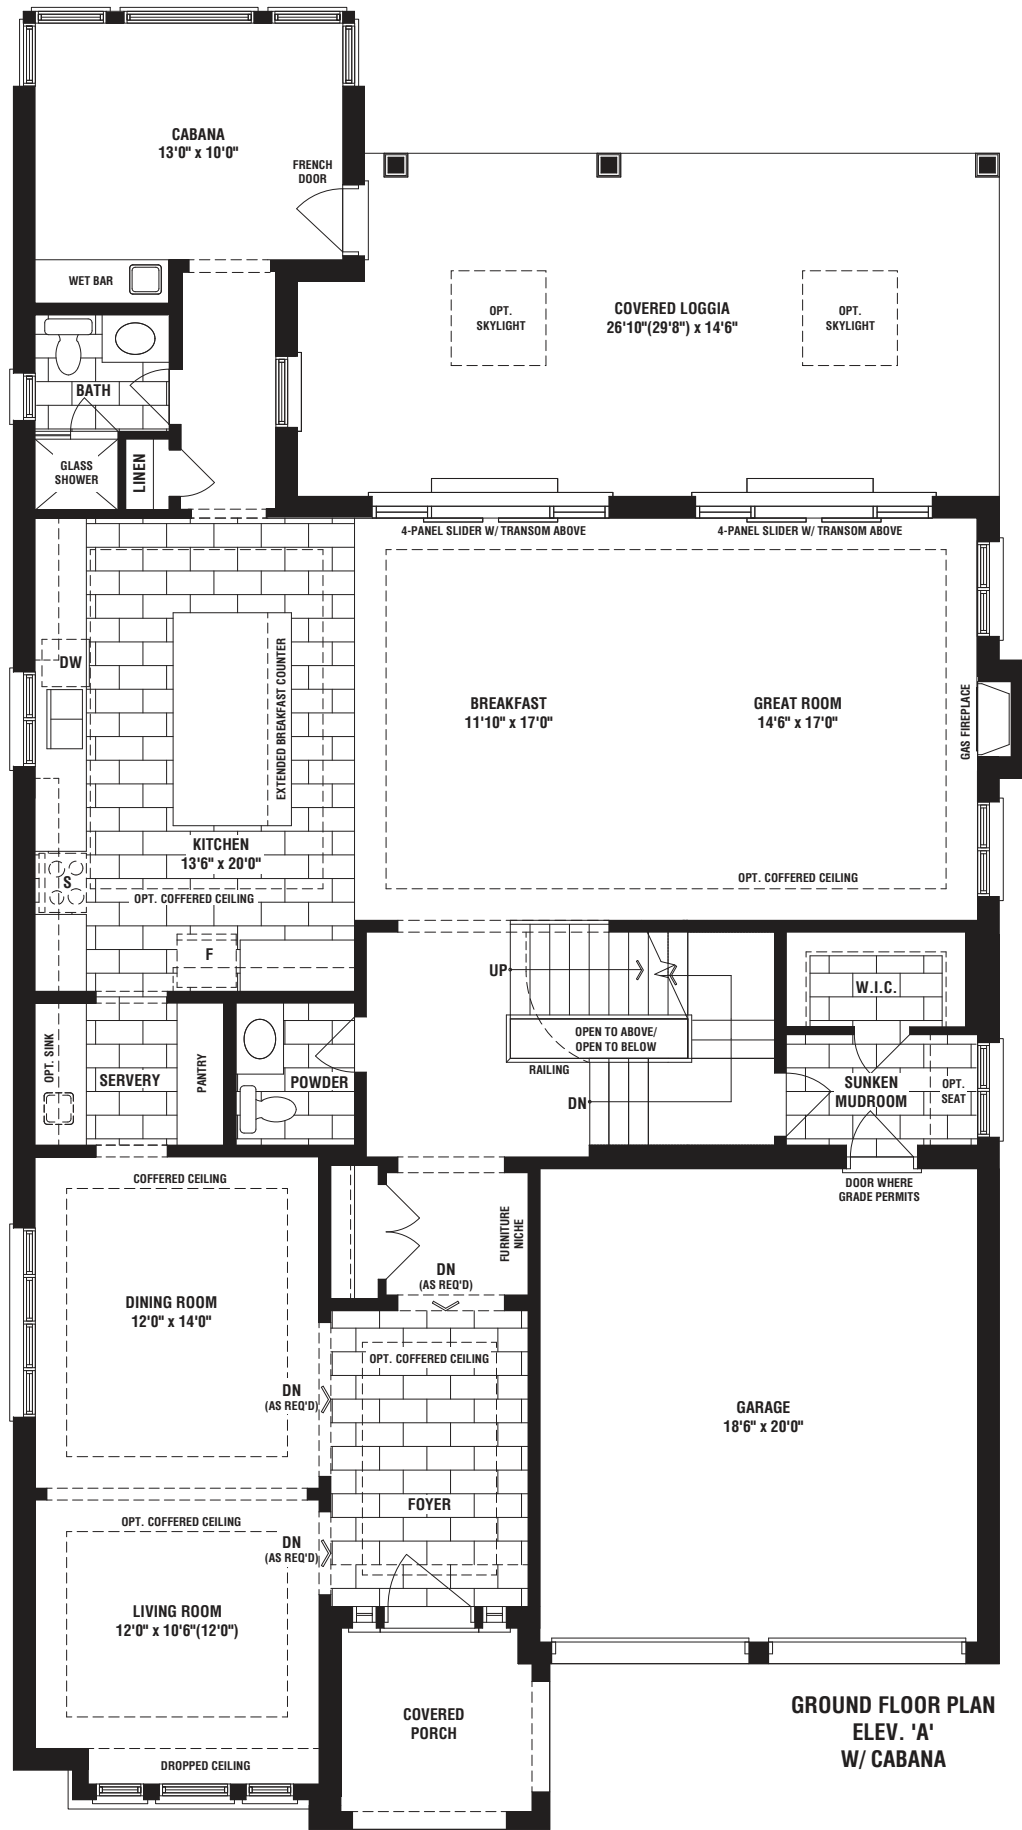 CABANA
13'0" x 10'0"
FRENCH
DOOR
WET BAR
OPT.
SKYLIGHT
COVERED LOGGIA
26'10"(29'8") x 14'6"
OPT.
SKYLIGHT
BATH
GLASS
SHOWER
LINEN
4-PANEL SLIDER W/ TRANSOM ABOVE
4-PANEL SLIDER W/ TRANSOM ABOVE
DW
EXTENDED BREAKFAST COUNTER
BREAKFAST
11'10" x 17'0"
GREAT ROOM
14'6" x 17'0"
GAS FIREPLACE
KITCHEN
13'6" x 20'0"
S
OPT. COFFERED CEILING
OPT. COFFERED CEILING
F
UP
W.I.C.
OPT. SINK
SERVERY
PANTRY
POWDER
OPEN TO ABOVE/
OPEN TO BELOW
RAILING
DN
SUNKEN
MUDROOM
OPT.
SEAT
COFFERED CEILING
DOOR WHERE
GRADE PERMITS
FURNITURE
NICHE
DN
(AS REQ'D)
DINING ROOM
12'0" x 14'0"
OPT. COFFERED CEILING
DN
(AS REQ'D)
GARAGE
18'6" x 20'0"
FOYER
OPT. COFFERED CEILING
DN
(AS REQ'D)
LIVING ROOM
12'0" x 10'6"(12'0")
COVERED
PORCH
DROPPED CEILING
GROUND FLOOR PLAN
ELEV. 'A'
W/ CABANA